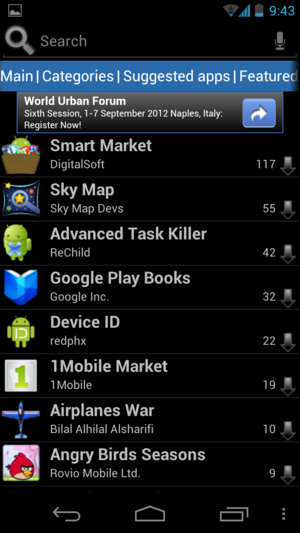 9:43
Search
Main | Categories | Suggested apps | Featured
World Urban Forum
Sixth Session, 1-7 September 2012 Naples, Italy:
Register Now!
Smart Market
DigitalSoft 117
Sky Map
Sky Map Devs 55
Advanced Task Killer
ReChild 42
Google Play Books
Google Inc. 32
Device ID
redphx 22
1
1Mobile Market
1Mobile 19
Airplanes War
Bilal Alhilal Alsharifi 10
Angry Birds Seasons
Rovio Mobile Ltd. 9